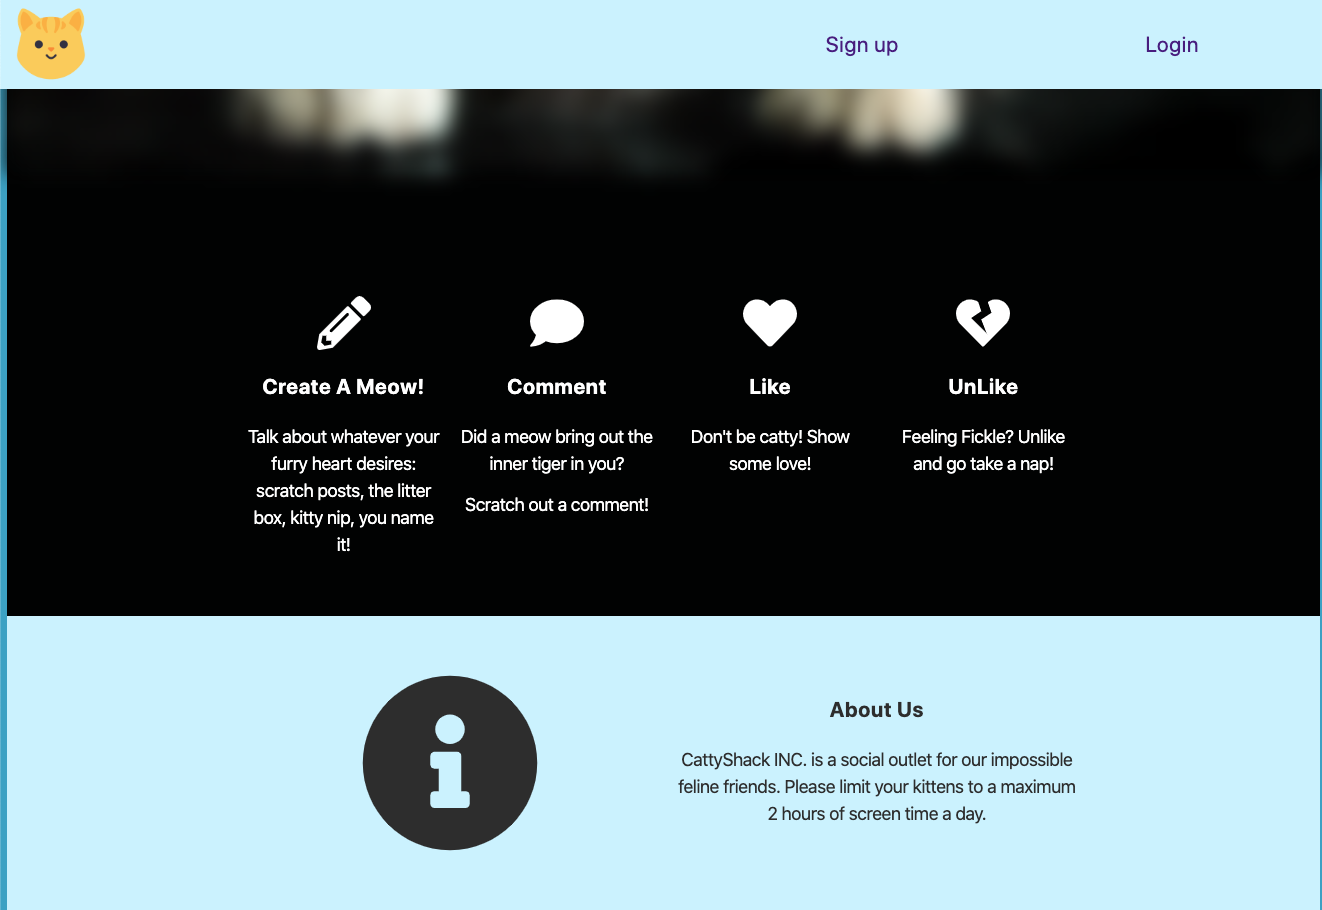 Sign up
Login
Create A Meow!
Talk about whatever your
furry heart desires:
scratch posts, the litter
box, kitty nip, you name
it!
Comment
Did a meow bring out the
inner tiger in you?
Scratch out a comment!
Like
Don't be catty! Show
some love!
UnLike
Feeling Fickle? Unlike
and go take a nap!
About Us
CattyShack INC. is a social outlet for our impossible
feline friends. Please limit your kittens to a maximum
2 hours of screen time a day.